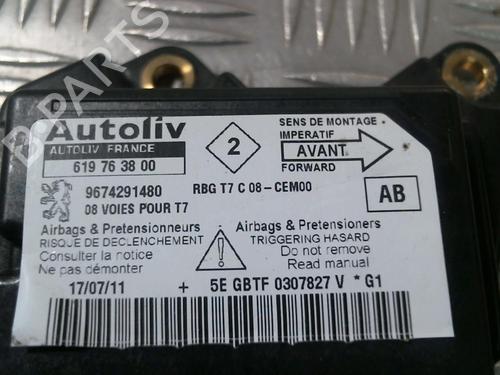 B PARTS
Autoliv
AUTOLIV FRANCE
619 76 38 00
2
SENS DE MONTAGE
IMPERATIF
AVANT
FORWARD
9674291480 RBG T7 C 08-CEM00
08 VOIES POUR T7
AB
Airbags & Pretensionneurs
RISQUE DE DECLENCHEMENT
Consulter la notice
Ne pas démonter
Airbags & Pretensioners
TRIGGERING HASARD
Do not remove
Read manual
17/07/11 + 5E GBTF 0307827 V * G1